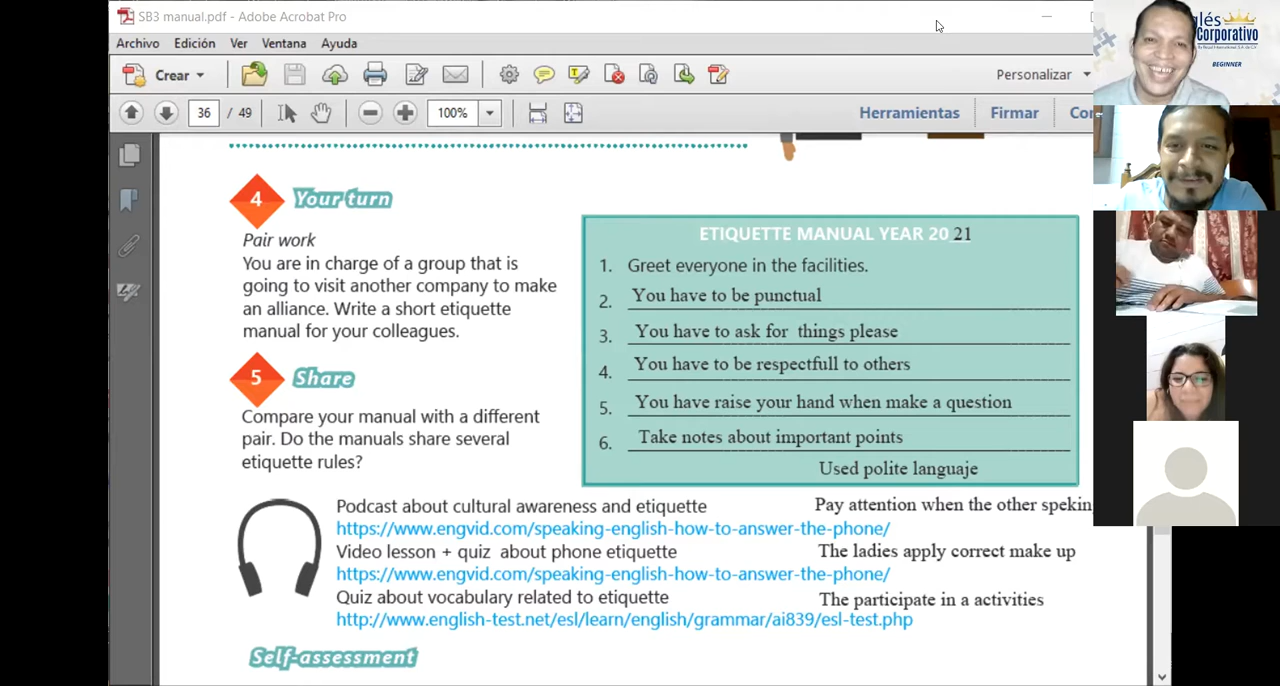 SB3 manual.pdf - Adobe Acrobat Pro
Archivo Edición Ver Ventana Ayuda
Crear
Personalizar
36 / 49
100%
Herramientas
Firmar
glés
Corporativo
BEGINNER
4 Your turn
Pair work
You are in charge of a group that is
going to visit another company to make
an alliance. Write a short etiquette
manual for your colleagues.
5 Share
Compare your manual with a different
pair. Do the manuals share several
etiquette rules?
ETIQUETTE MANUAL YEAR 20 21
1. Greet everyone in the facilities.
2. You have to be punctual
3. You have to ask for things please
4. You have to be respectfull to others
5. You have raise your hand when make a question
6. Take notes about important points
Used polite languaje
Pay attention when the other
The ladies apply correct make up
The participate in a activities
Podcast about cultural awareness and etiquette
https://www.engvid.com/speaking-english-how-to-answer-the-phone/
Video lesson + quiz about phone etiquette
https://www.engvid.com/speaking-english-how-to-answer-the-phone/
Quiz about vocabulary related to etiquette
http://www.english-test.net/esl/learn/english/grammar/ai839/esl-test.php
Self-assessment